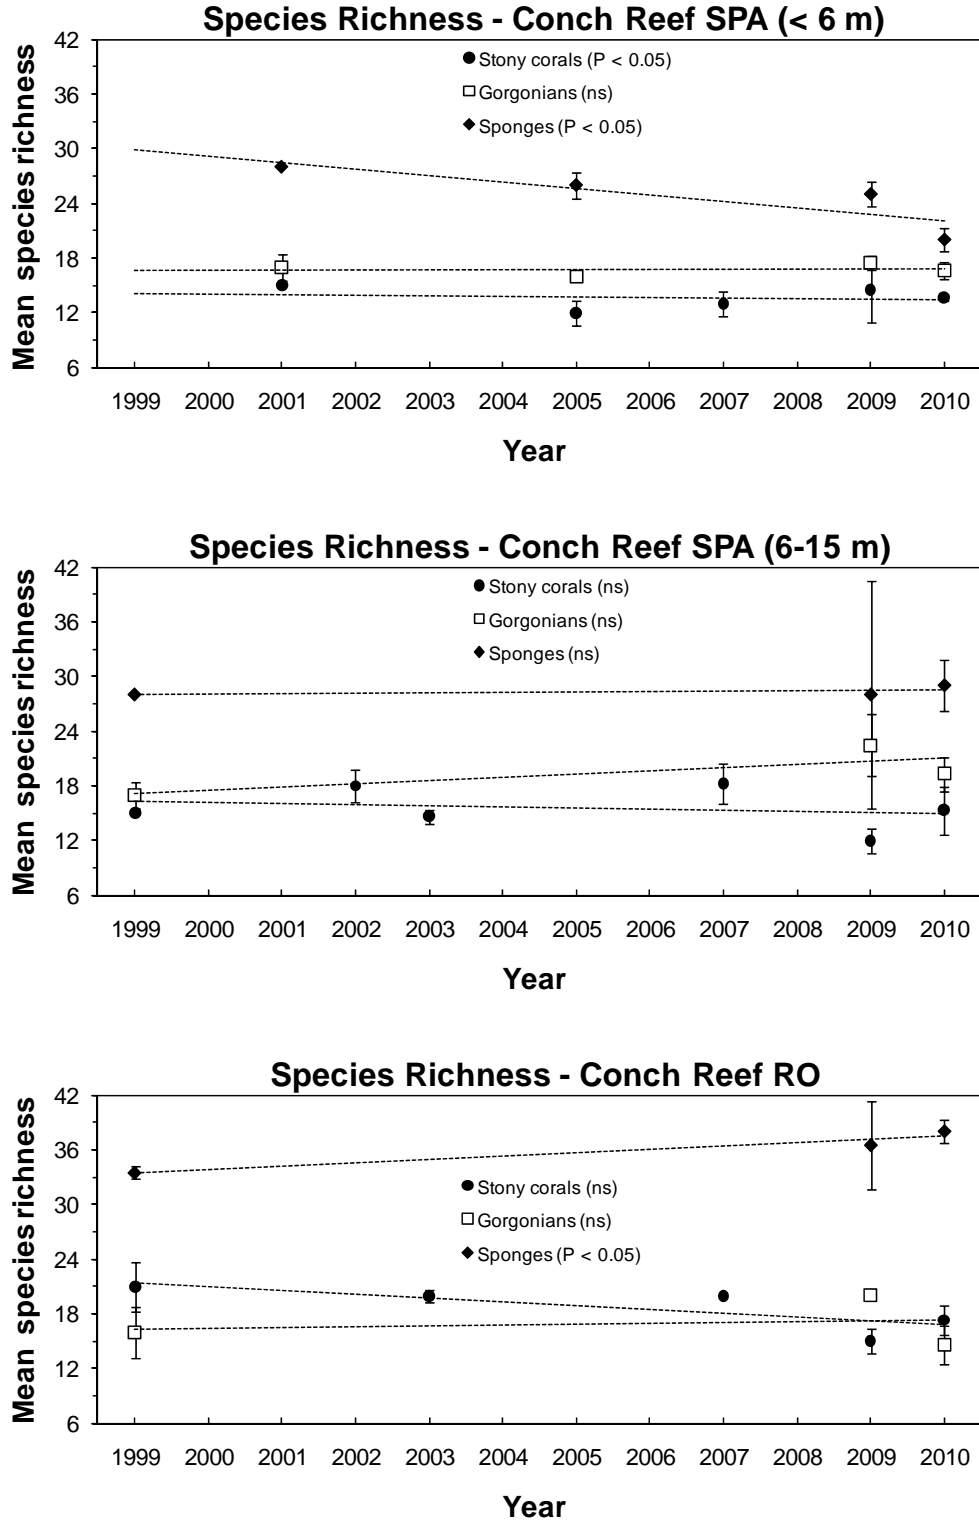 Species Richness - Conch Reef SPA (< 6 m)
Mean species richness
42
36
30
24
18
12
6
Stony corals (P < 0.05)
Gorgonians (ns)
Sponges (P < 0.05)
1999 2000 2001 2002 2003 2004 2005 2006 2007 2008 2009 2010
Year
Species Richness - Conch Reef SPA (6-15 m)
Mean species richness
42
36
30
24
18
12
6
Stony corals (ns)
Gorgonians (ns)
Sponges (ns)
1999 2000 2001 2002 2003 2004 2005 2006 2007 2008 2009 2010
Year
Species Richness - Conch Reef RO
Mean species richness
42
36
30
24
18
12
6
Stony corals (ns)
Gorgonians (ns)
Sponges (P < 0.05)
1999 2000 2001 2002 2003 2004 2005 2006 2007 2008 2009 2010
Year